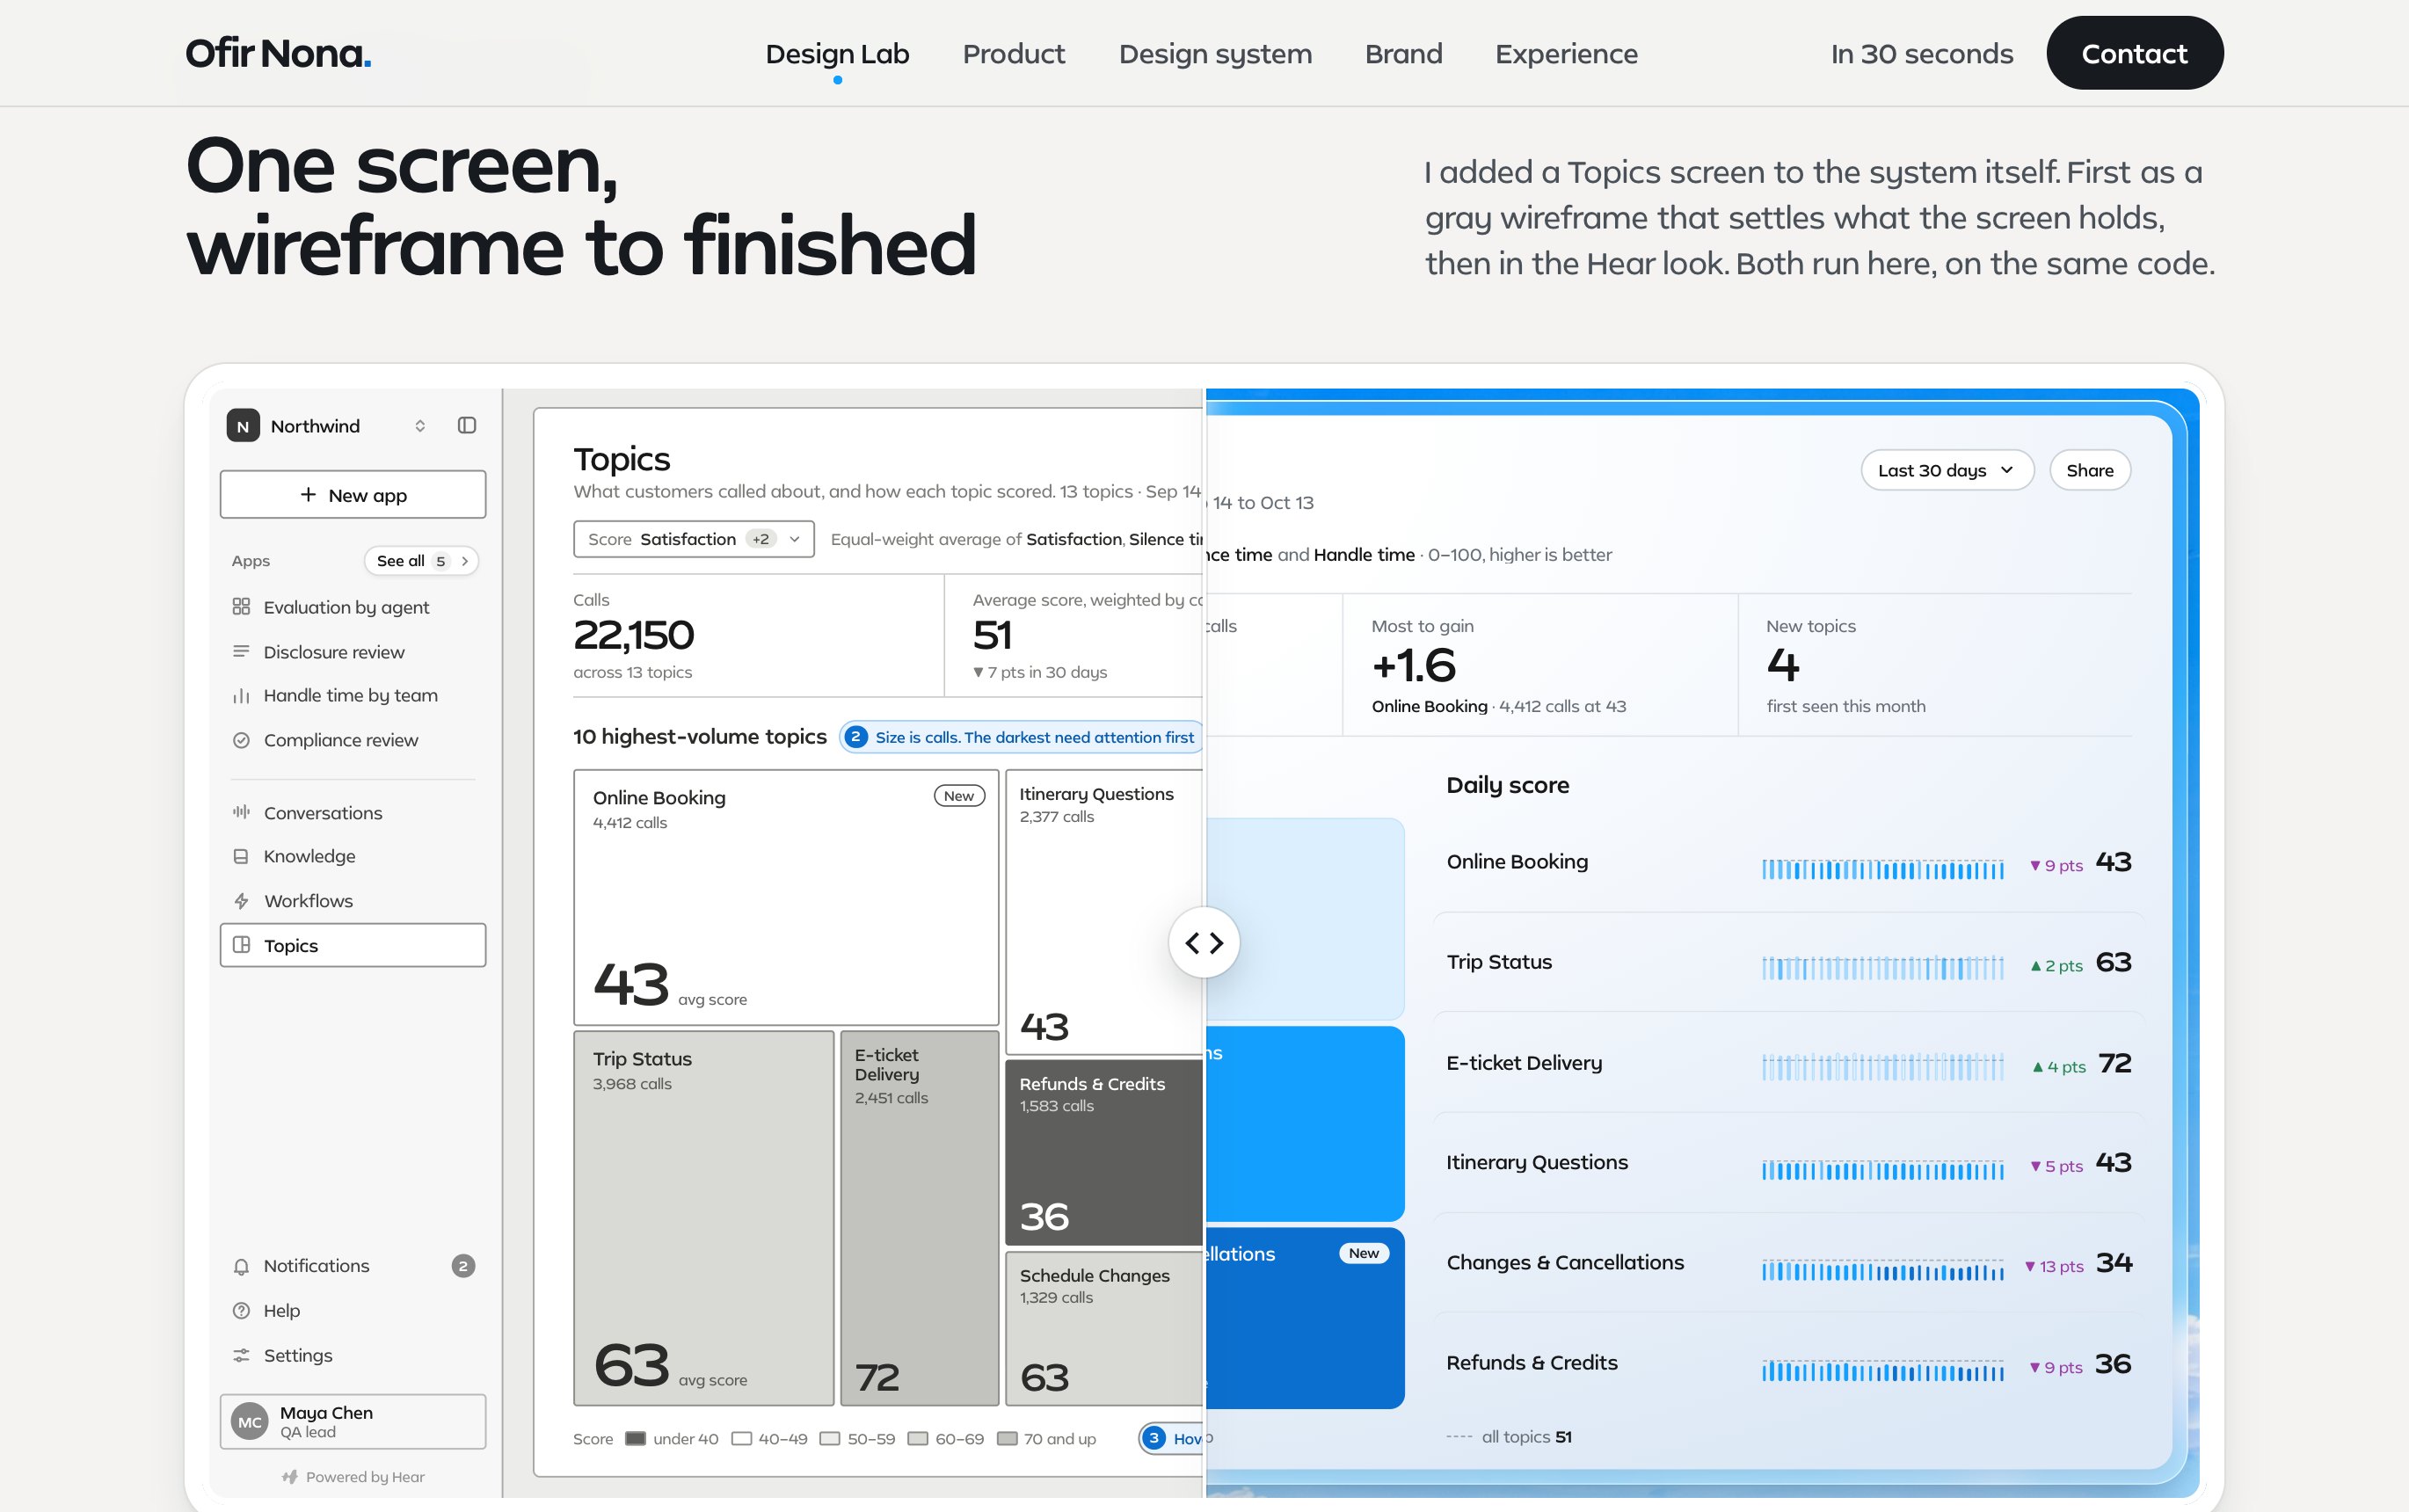 Ofir Nona.
Design Lab
Product
Design system
Brand
Experience
In 30 seconds
Contact
One screen,
wireframe to finished
I added a Topics screen to the system itself. First as a
gray wireframe that settles what the screen holds,
then in the Hear look. Both run here, on the same code.
N Northwind
+ New app
Apps
See all 5
Evaluation by agent
Disclosure review
Handle time by team
Compliance review
Conversations
Knowledge
Workflows
Topics
Notifications 2
Help
Settings
MC Maya Chen
QA lead
Powered by Hear
Topics
What customers called about, and how each topic scored. 13 topics · Sep 14
Score Satisfaction +2
Equal-weight average of Satisfaction, Silence
Calls
22,150
across 13 topics
Average score, weighted by
51
▼ 7 pts in 30 days
10 highest-volume topics
2 Size is calls. The darkest need attention first
Online Booking
New
4,412 calls
43 avg score
Itinerary Questions
2,377 calls
43
Trip Status
3,968 calls
63 avg score
E-ticket
Delivery
2,451 calls
72
Refunds & Credits
1,583 calls
36
Schedule Changes
1,329 calls
63
Score under 40 40–49 50–59 60–69 70 and up
3
Last 30 days
Share
14 to Oct 13
time and Handle time · 0–100, higher is better
calls
Most to gain
+1.6
Online Booking · 4,412 calls at 43
New topics
4
first seen this month
ns
ellations
New
Daily score
Online Booking ▼ 9 pts 43
Trip Status ▲ 2 pts 63
E-ticket Delivery ▲ 4 pts 72
Itinerary Questions ▼ 5 pts 43
Changes & Cancellations ▼ 13 pts 34
Refunds & Credits ▼ 9 pts 36
all topics 51